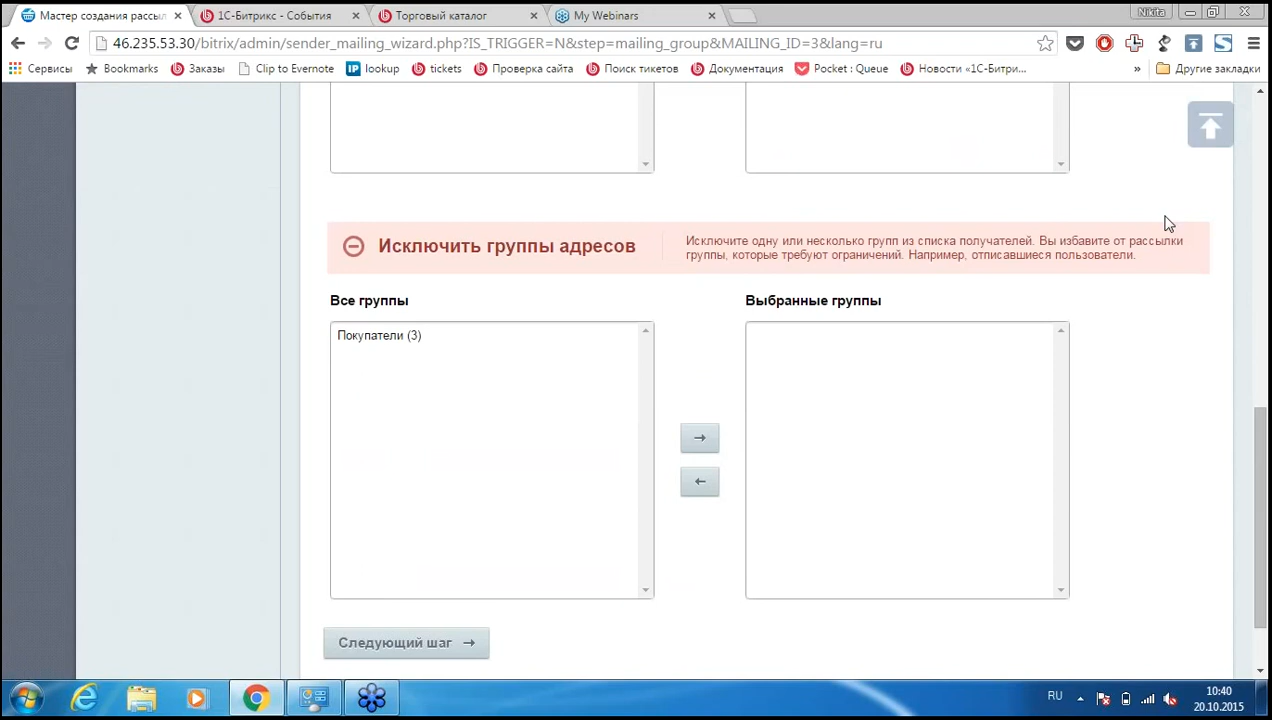 Мастер создания рассыл
1С-Битрикс - События
Торговый каталог
My Webinars
Nikita
46.235.53.30/bitrix/admin/sender_mailing_wizard.php?IS_TRIGGER=N&step=mailing_group&MAILING_ID=3&lang=ru
Сервисы
Bookmarks
Заказы
Clip to Evernote
IP lookup
tickets
Проверка сайта
Поиск тикетов
Документация
Pocket : Queue
Новости «1С-Битри...
»
Другие закладки
Исключить группы адресов
Исключите одну или несколько групп из списка получателей. Вы избавите от рассылки
группы, которые требуют ограничений. Например, отписавшиеся пользователи.
Все группы
Выбранные группы
Покупатели (3)
Следующий шаг →
RU
10:40
20.10.2015